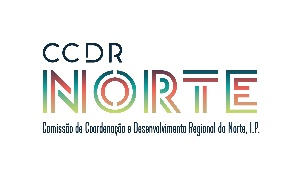 CCDR
NORTE
Comissão de Coordenação e Desenvolvimento Regional do Norte, I.P.